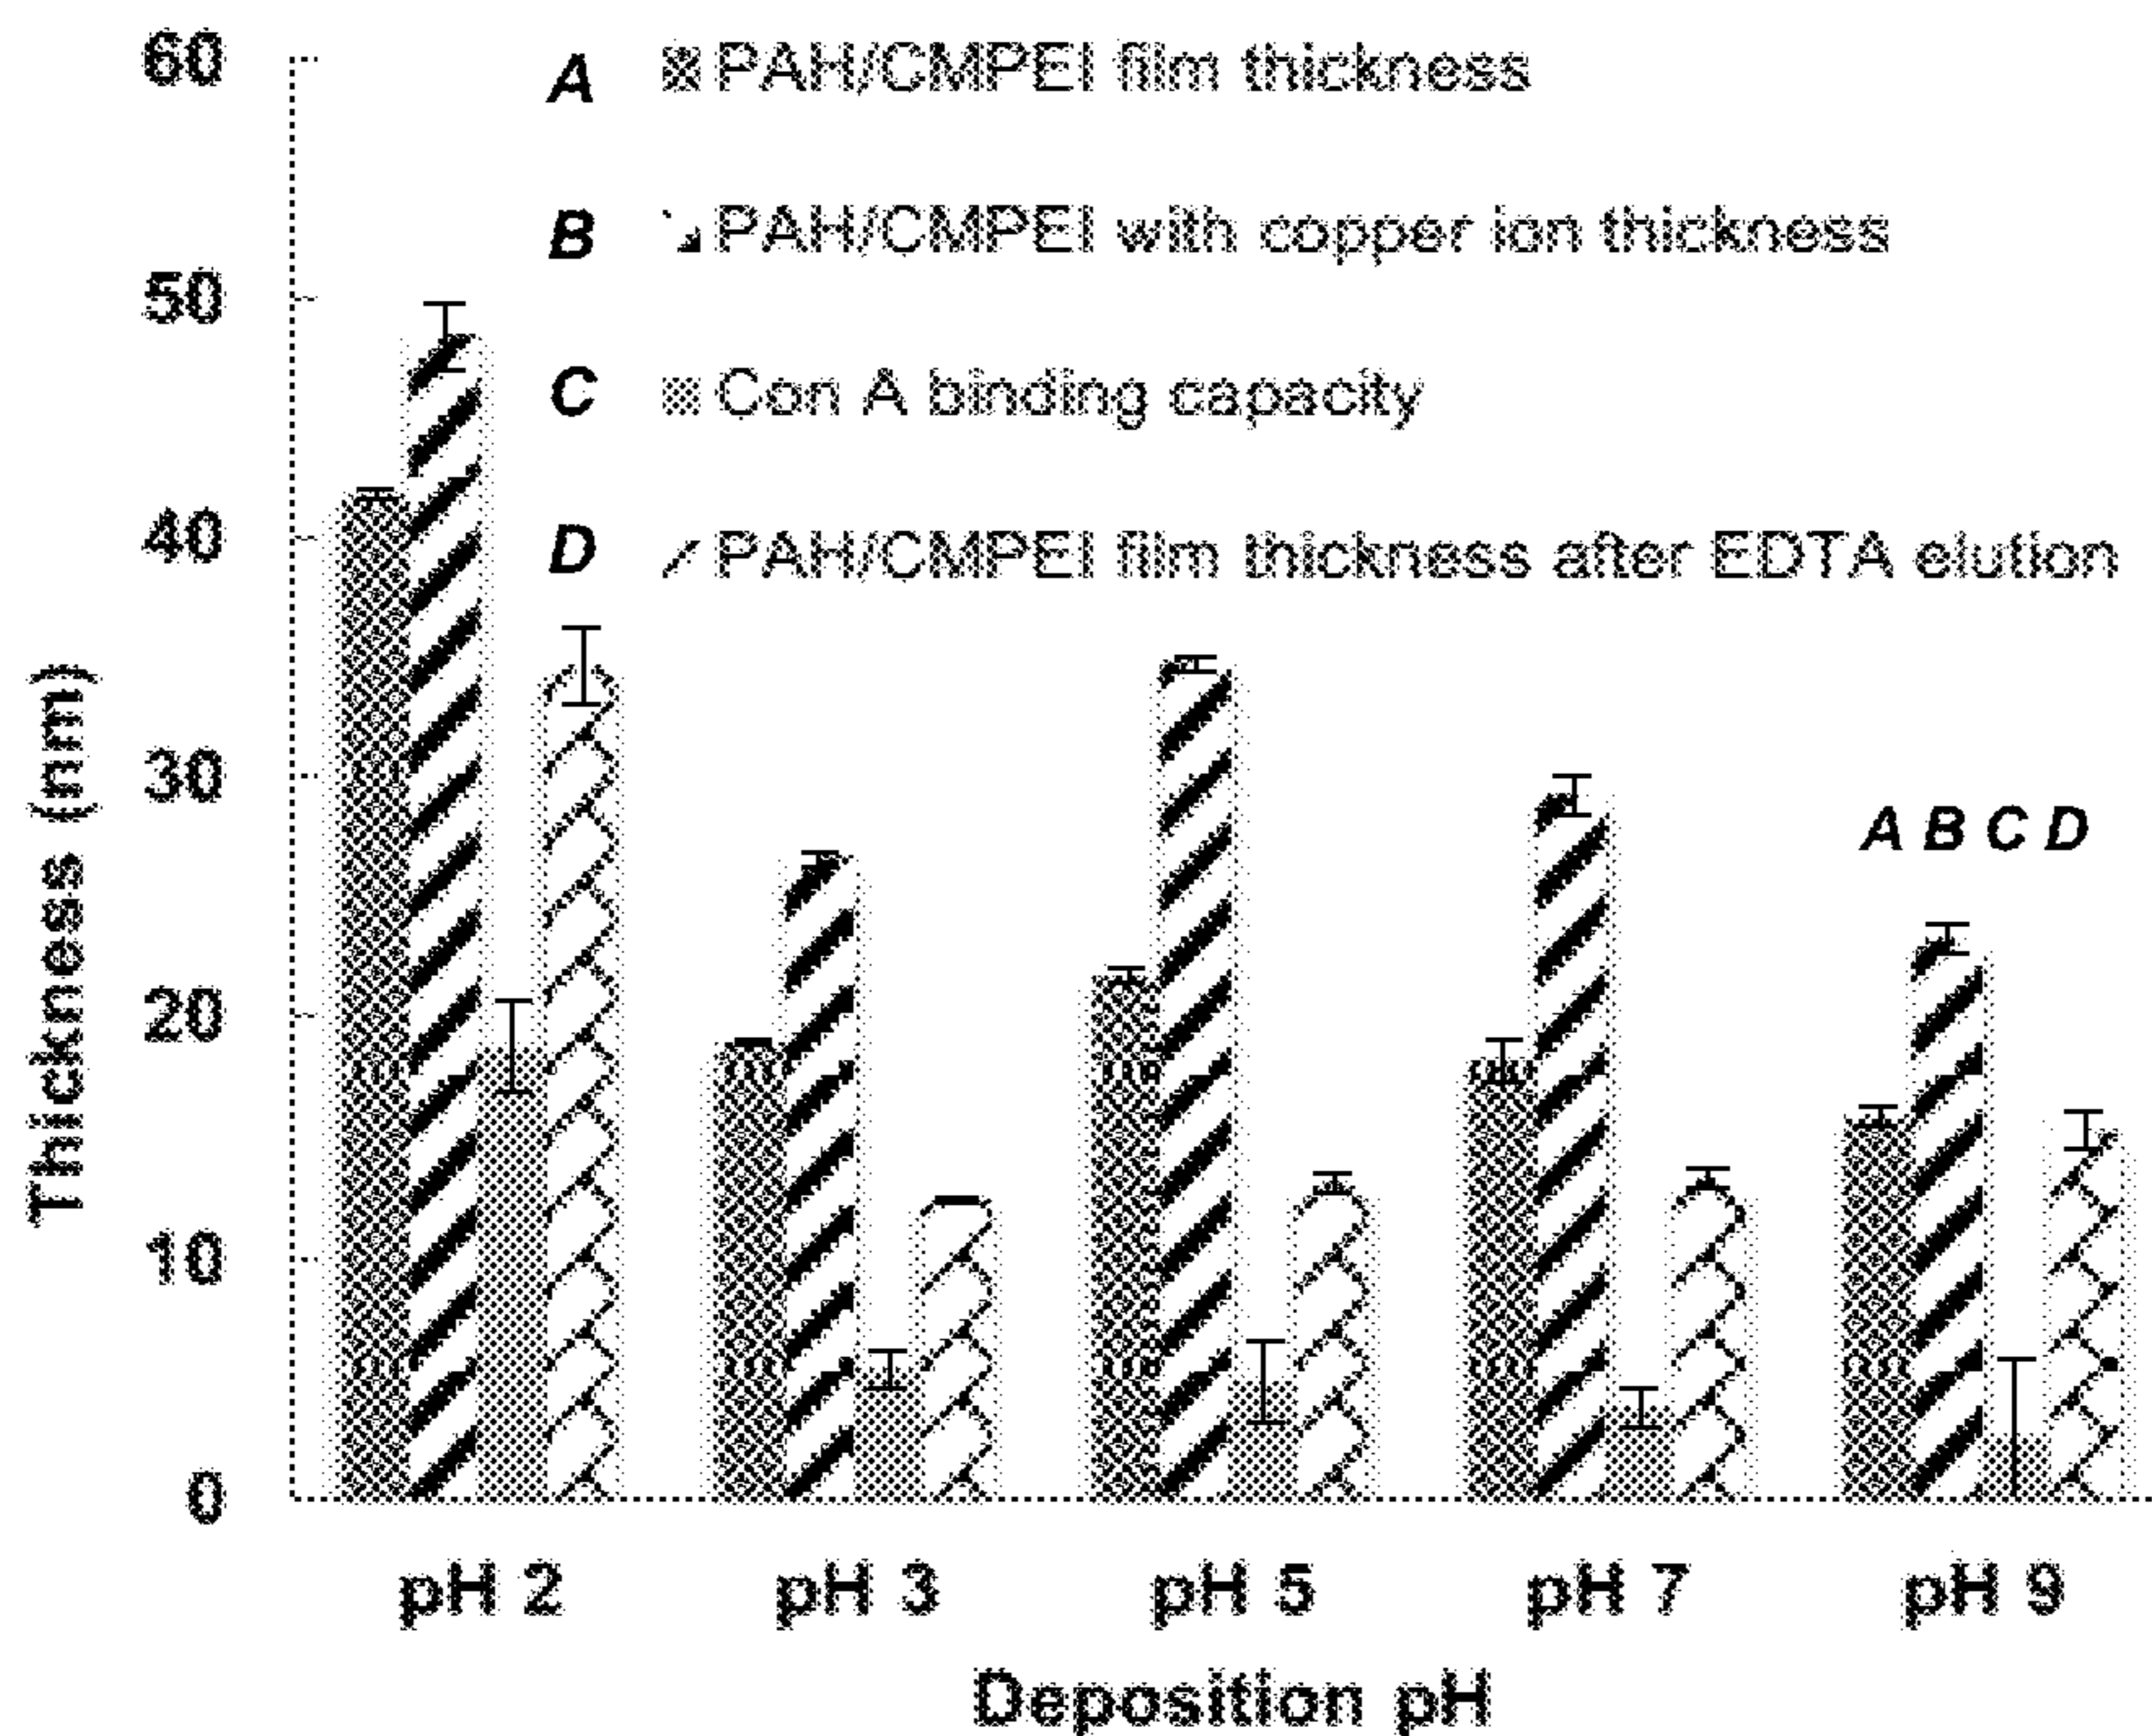 60
A PAH/CMPEI film thickness
B PAH/CMPEI with copper ion thickness
50
C Con A binding capacity
40
D PAH/CMPEI film thickness after EDTA elution
Thickness (nm)
30
A B C D
20
10
0
pH 2 pH 3 pH 5 pH 7 pH 9
Deposition pH